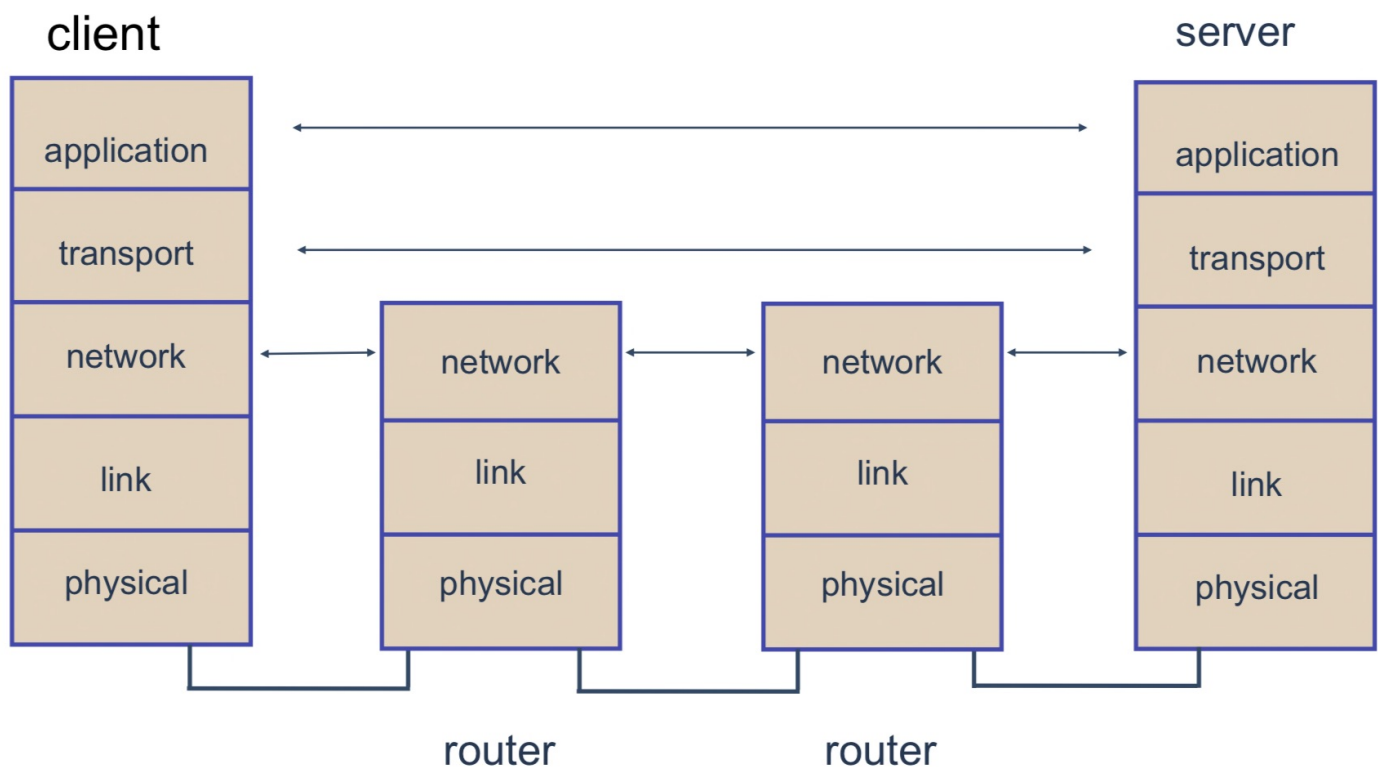 client
server
application
transport
network
link
physical
network
link
physical
network
link
physical
application
transport
network
link
physical
router
router